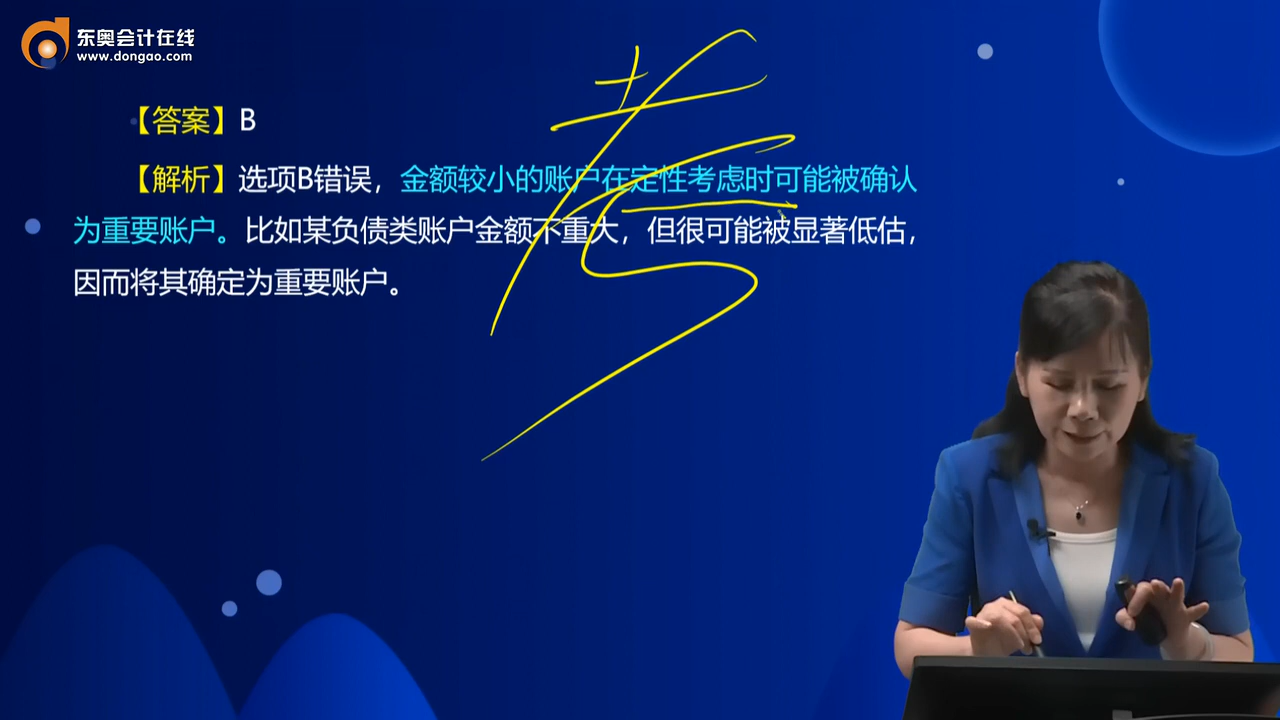 东奥会计在线
www.dongao.com
【答案】B
【解析】选项B错误，金额较小的账户在定性考虑时可能被确认
为重要账户。比如某负债类账户金额不重大，但很可能被显著低估，
因而将其确定为重要账户。
考